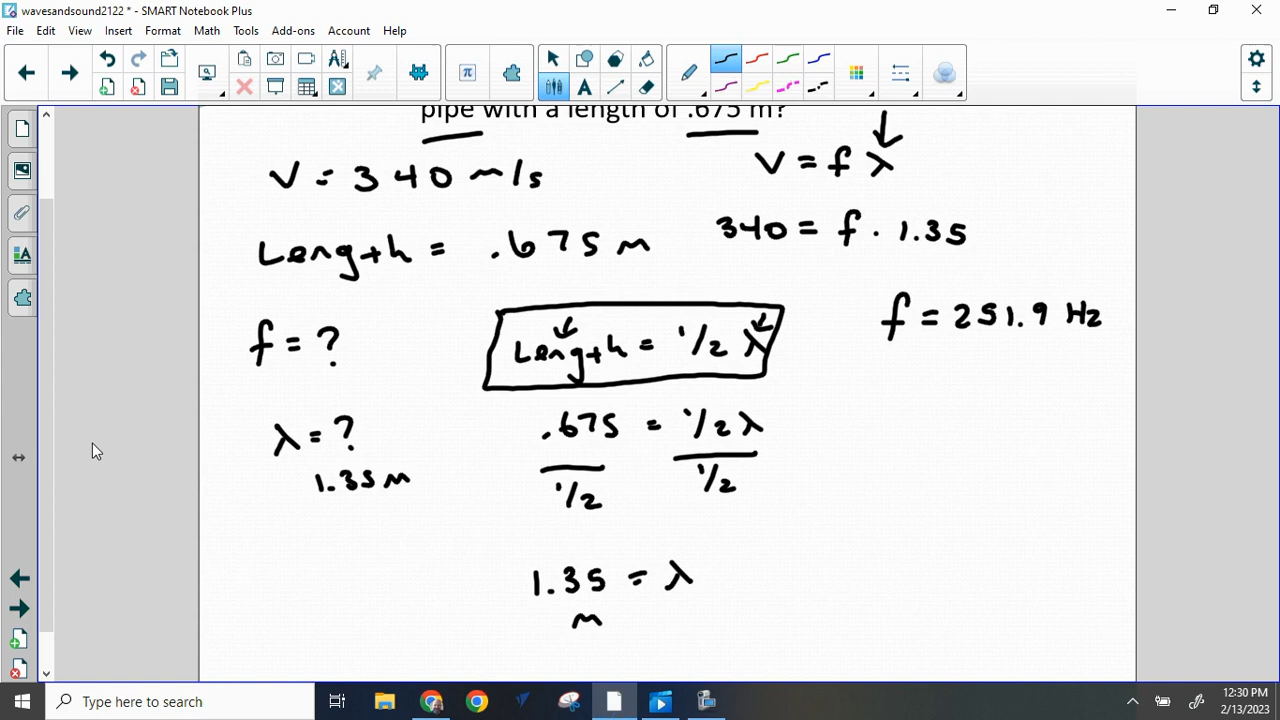 wavesandsound2122 * - SMART Notebook Plus
File Edit View Insert Format Math Tools Add-ons Account Help
pipe with a length of .675 m?
V = 340 m/s
V = f λ
Length = .675 m
340 = f . 1.35
f = ?
Length = 1/2 λ
f = 251.9 Hz
λ = ?
1.35 m
.675 = 1/2 λ
1/2 1/2
1.35 = λ
m
Type here to search
12:30 PM
2/13/2023